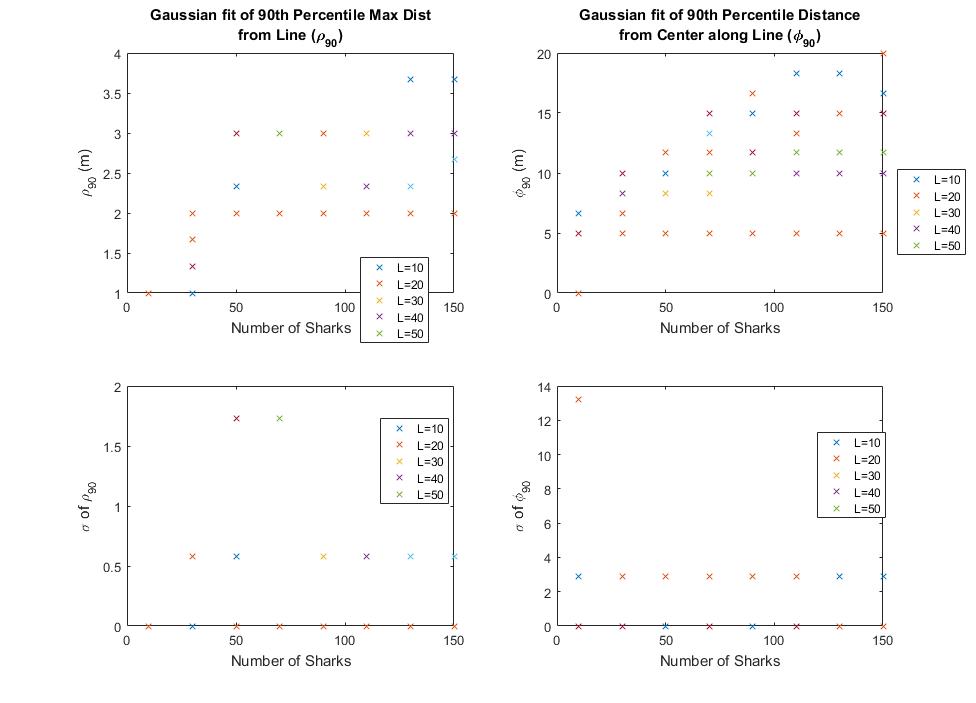 Gaussian fit of 90th Percentile Max Dist
from Line (ρ90)
4
3.5
3
2.5
2
1.5
1
ρ90 (m)
0
50
100
150
Number of Sharks
L=10
L=20
L=30
L=40
L=50
Gaussian fit of 90th Percentile Distance
from Center along Line (ϕ90)
20
15
10
5
0
ϕ90 (m)
0
50
100
150
Number of Sharks
L=10
L=20
L=30
L=40
L=50
2
1.5
1
0.5
0
σ of ρ90
0
50
100
150
Number of Sharks
L=10
L=20
L=30
L=40
L=50
14
12
10
8
6
4
2
0
σ of ϕ90
0
50
100
150
Number of Sharks
L=10
L=20
L=30
L=40
L=50